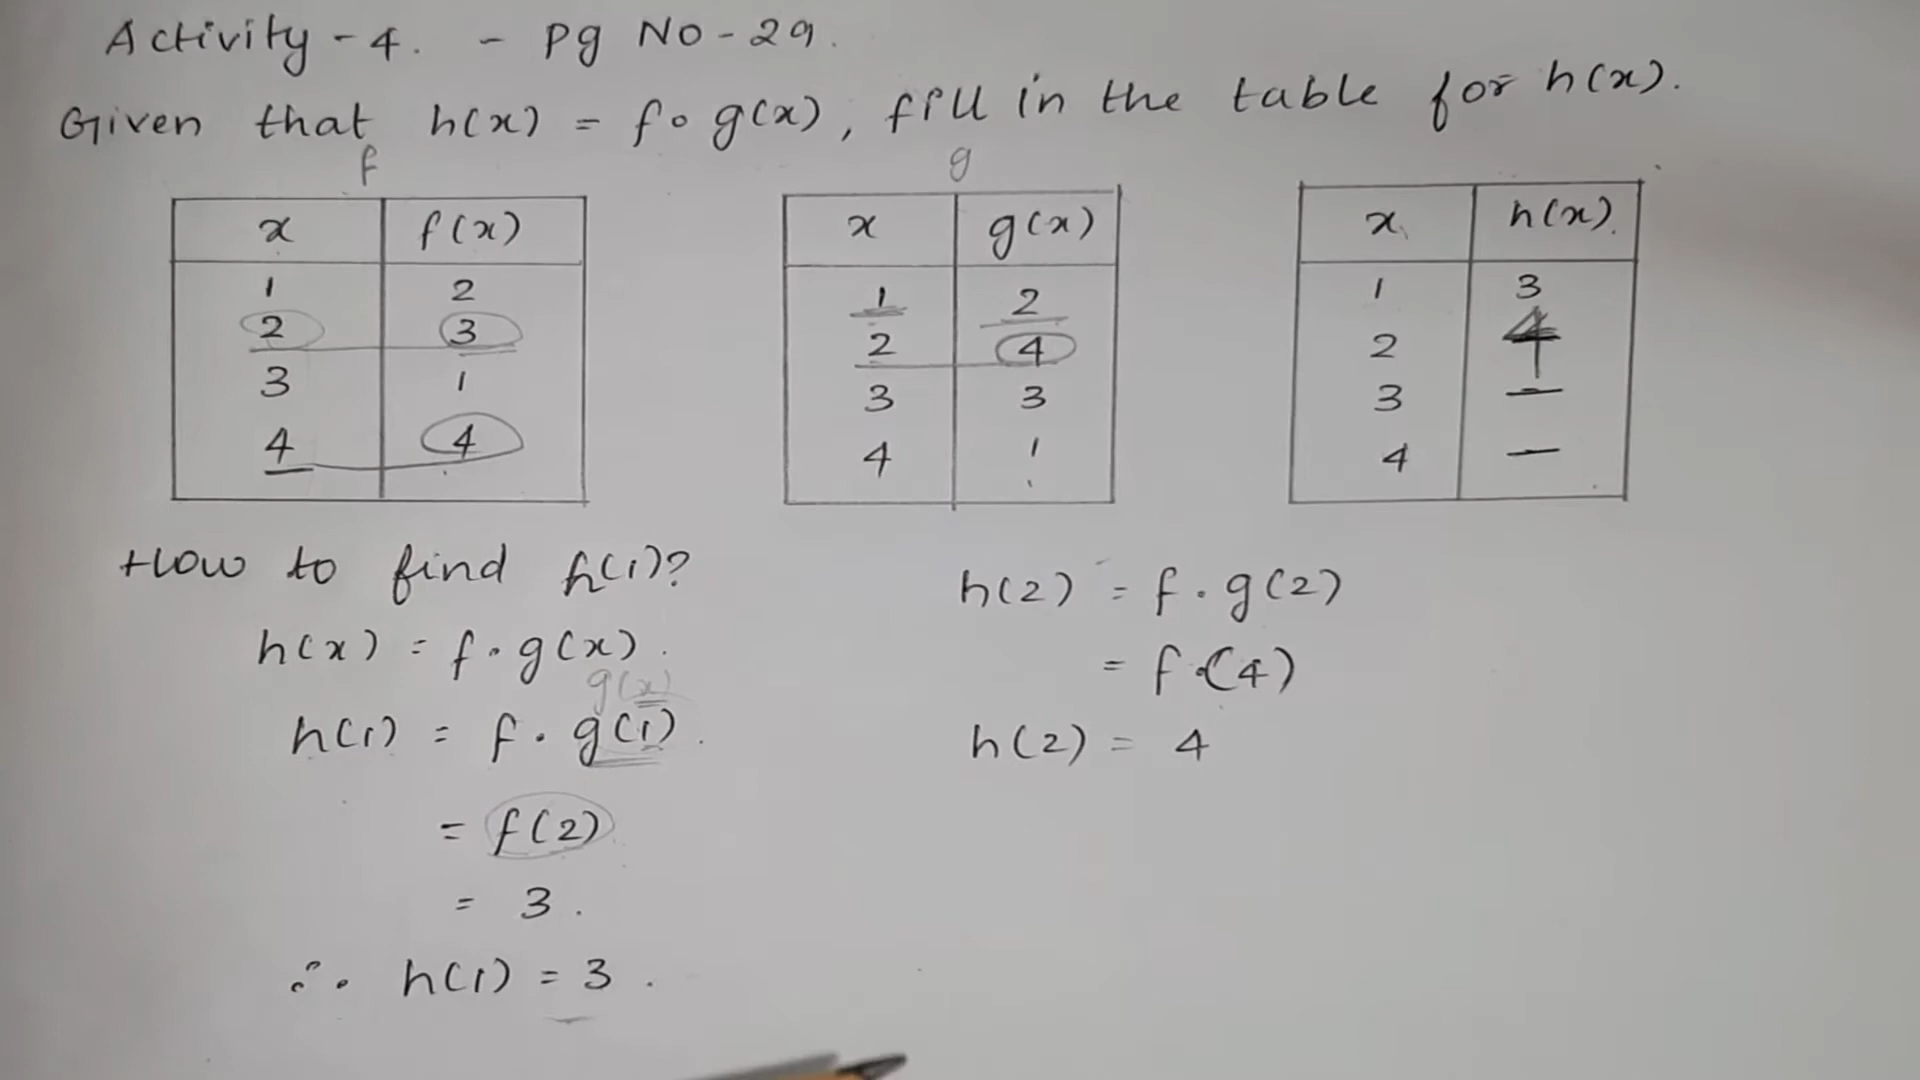 Activity - 4. - Pg No - 29.
Given that h(x) = f∘g(x), fill in the table for h(x).
f
x f(x)
1 2
2 3
3 1
4 4
g
x g(x)
1 2
2 4
3 3
4 1
x h(x)
1 3
2 4
3 —
4 —
How to find h(1)?
h(x) = f∘g(x).
g(x)
h(1) = f∘g(1).
= f(2)
= 3.
∴ h(1) = 3.
h(2) = f∘g(2)
= f(4)
h(2) = 4